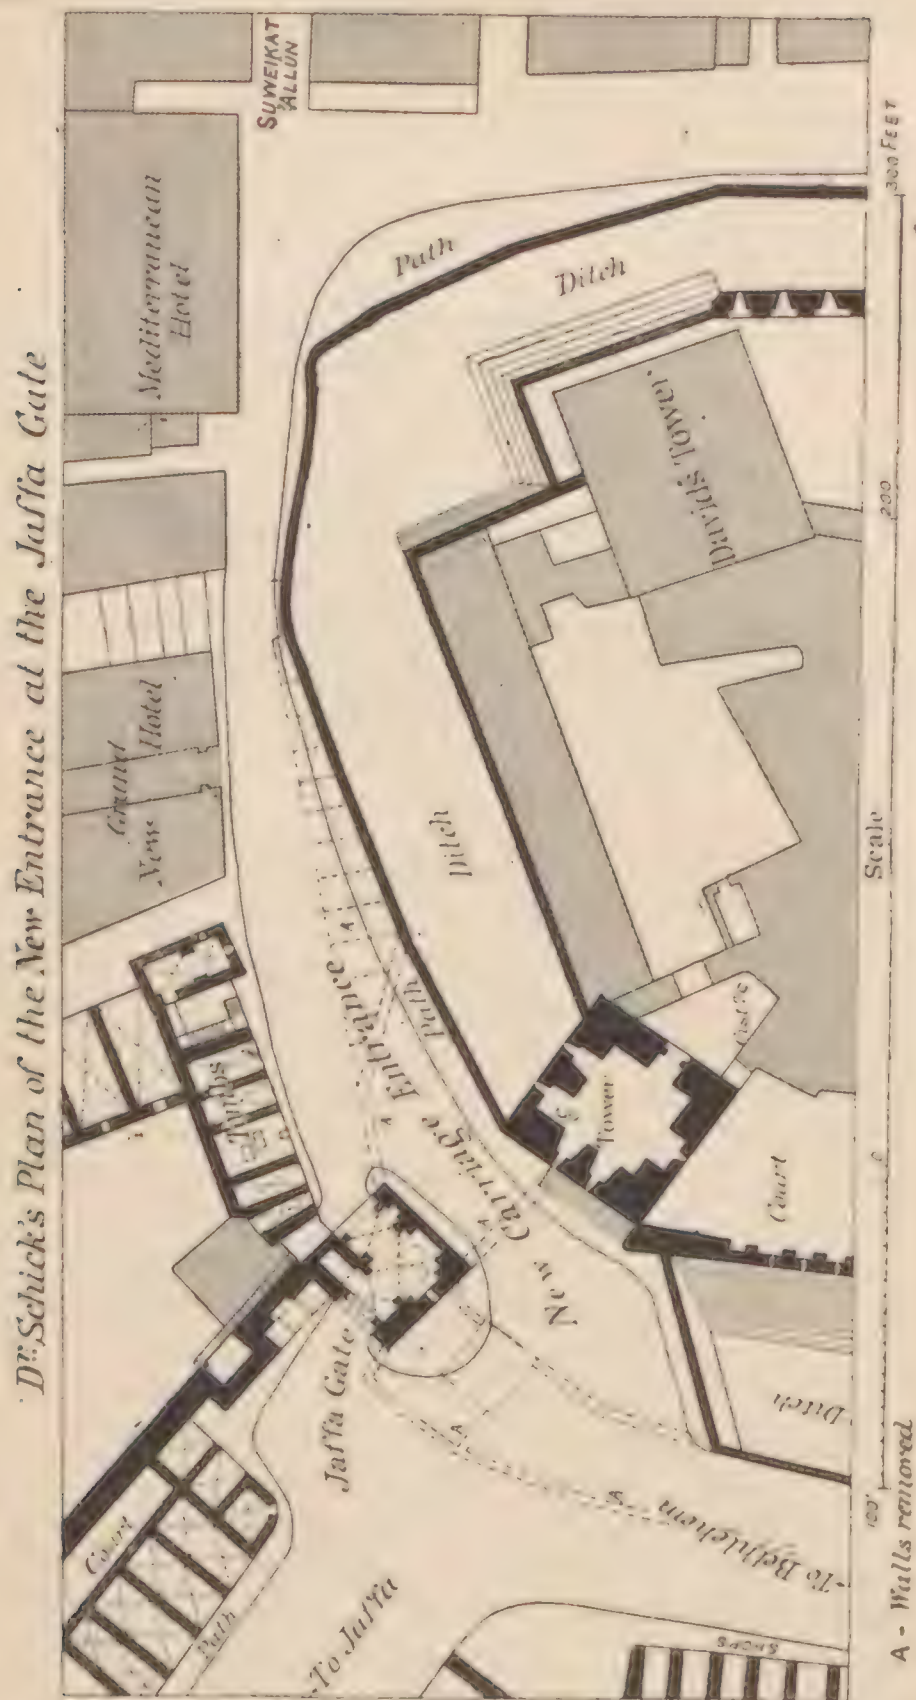 Dr. Schick's Plan of the New Entrance at the Jaffa Gate
SUWEIKAT
'ALLUN
Mediterranean
Hotel
Grand
New Hotel
Path
Ditch
David's Tower
Ditch
Path
New Carriage Entrance
Tombs
Tower
Court
Jaffa Gate
Court
Path
-To Jaffa
-To Bethlehem
Ditch
SHOPS
A
A
A
A
A
100'
0
Scale
200
300 FEET
A - Walls removed